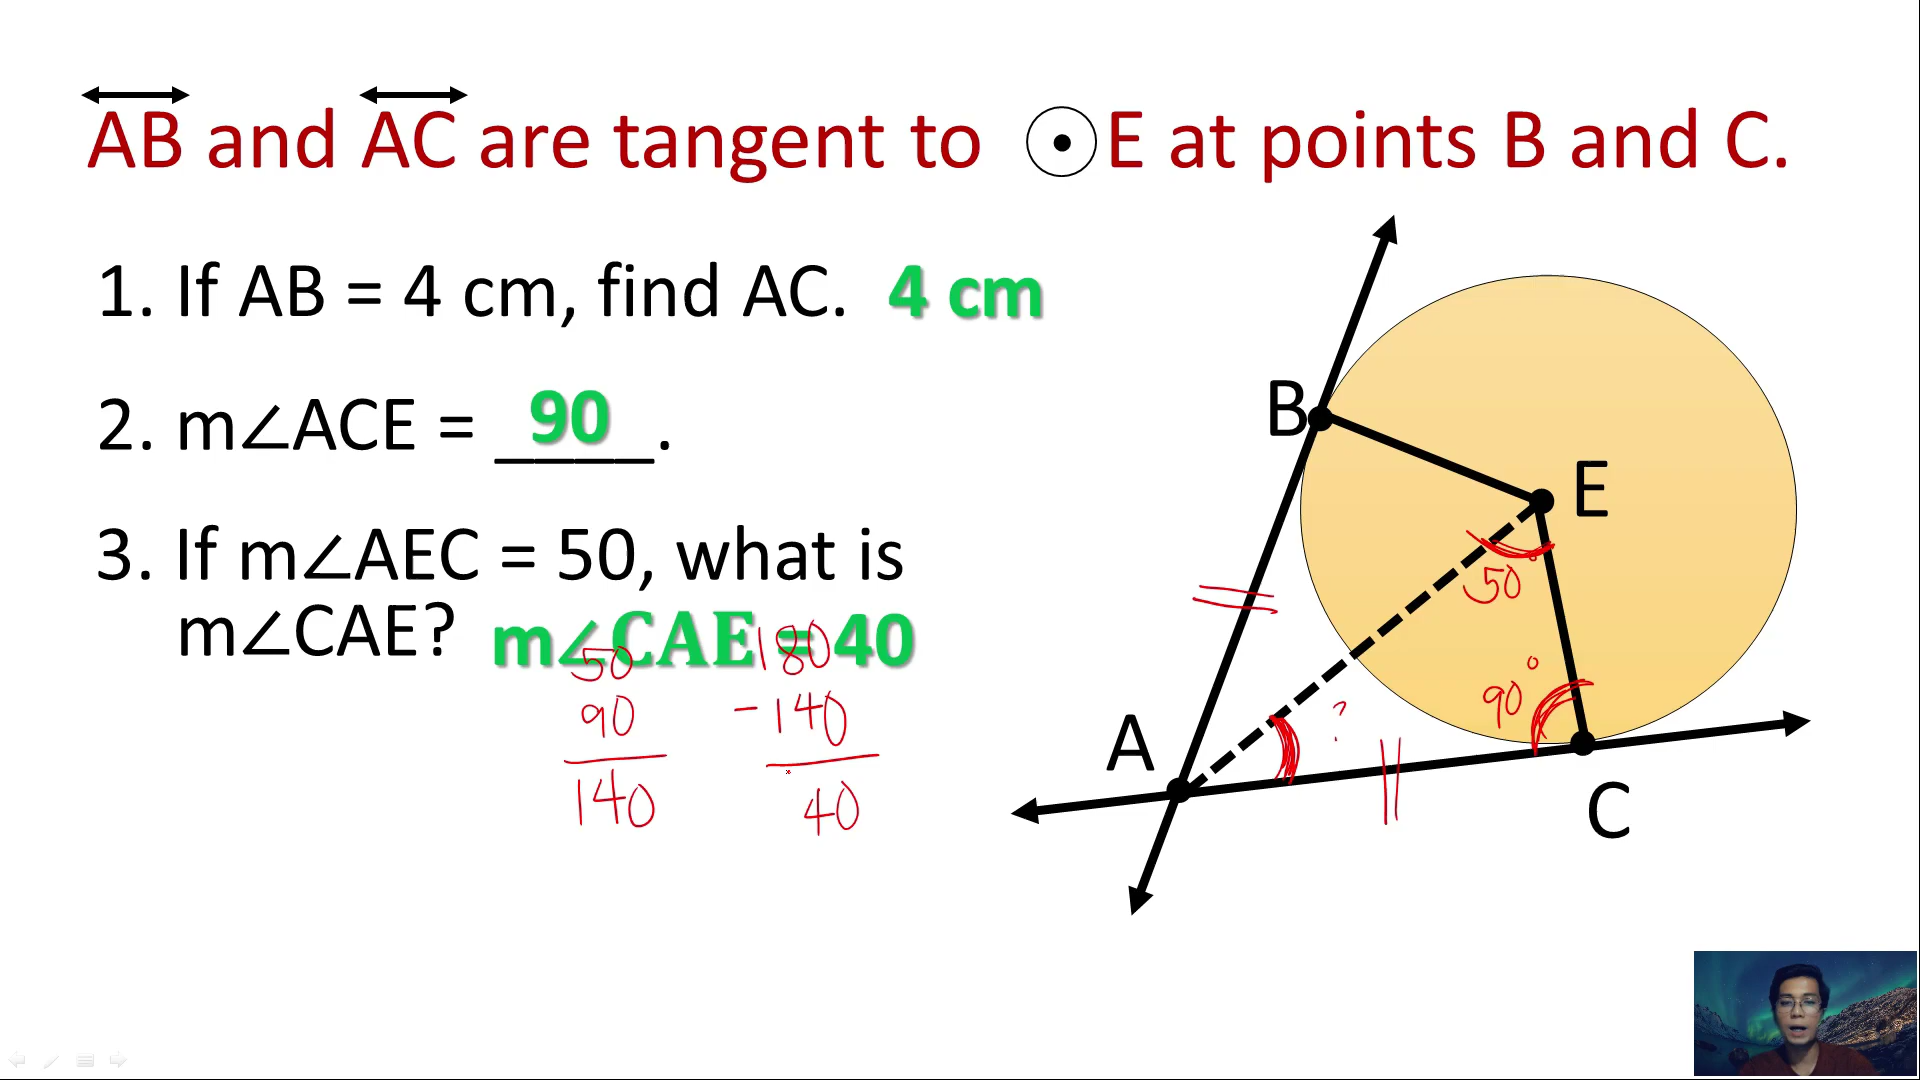 AB and AC are tangent to ⊙E at points B and C.
1. If AB = 4 cm, find AC. 4 cm
2. m∠ACE = 90.
3. If m∠AEC = 50, what is
m∠CAE? m∠CAE = 40
50
90
140
180
-140
40
B
E
50°
90°
?
A
C